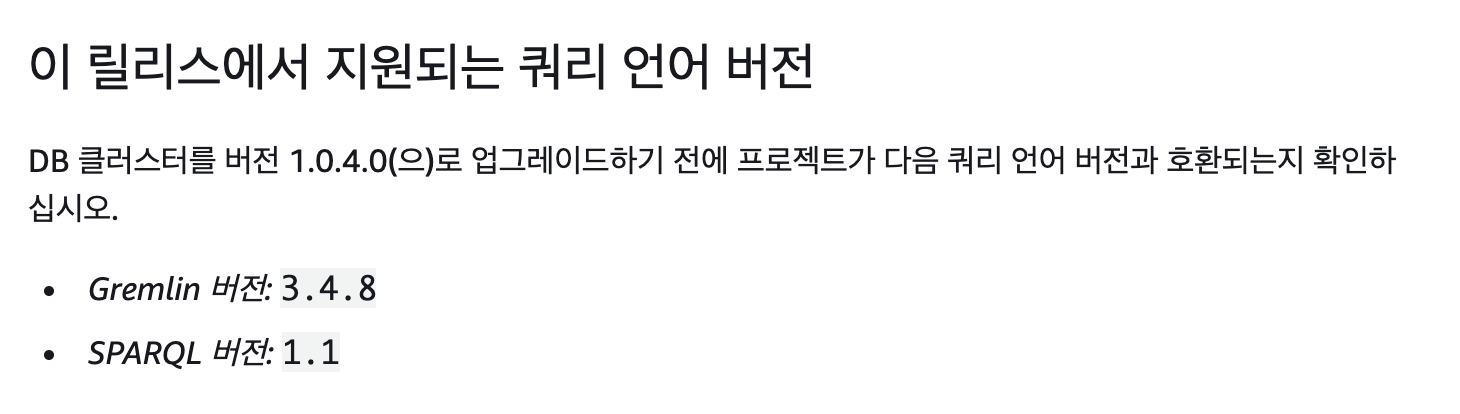 이 릴리스에서 지원되는 쿼리 언어 버전
DB 클러스터를 버전 1.0.4.0(으)로 업그레이드하기 전에 프로젝트가 다음 쿼리 언어 버전과 호환되는지 확인하
십시오.
• Gremlin 버전: 3.4.8
• SPARQL 버전: 1.1